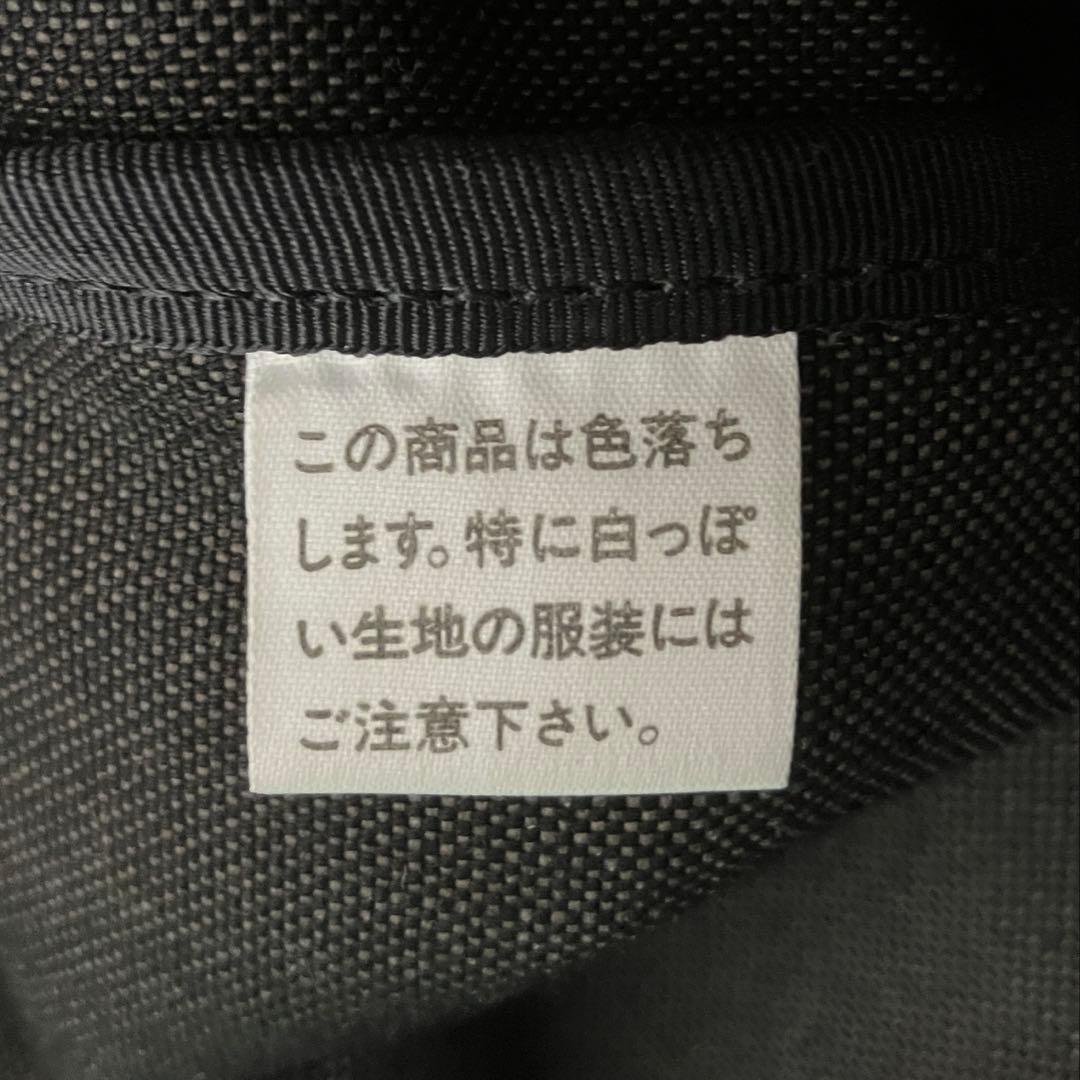 この商品は色落ち
します。特に白っぽ
い生地の服装には
ご注意下さい。